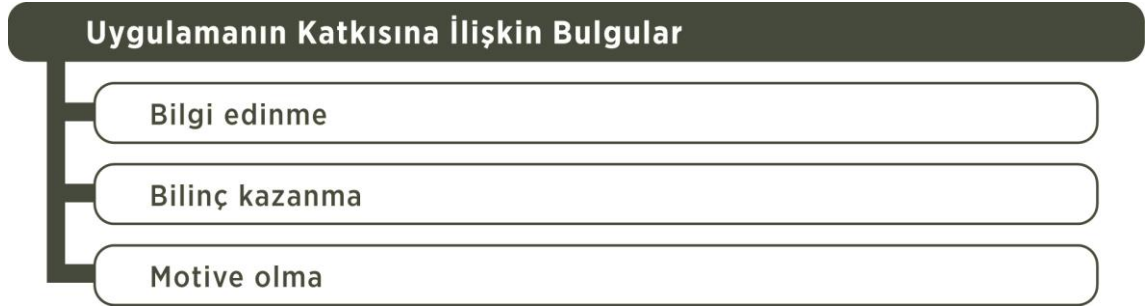 Uygulamanın Katkısına İlişkin Bulgular
Bilgi edinme
Bilinç kazanma
Motive olma